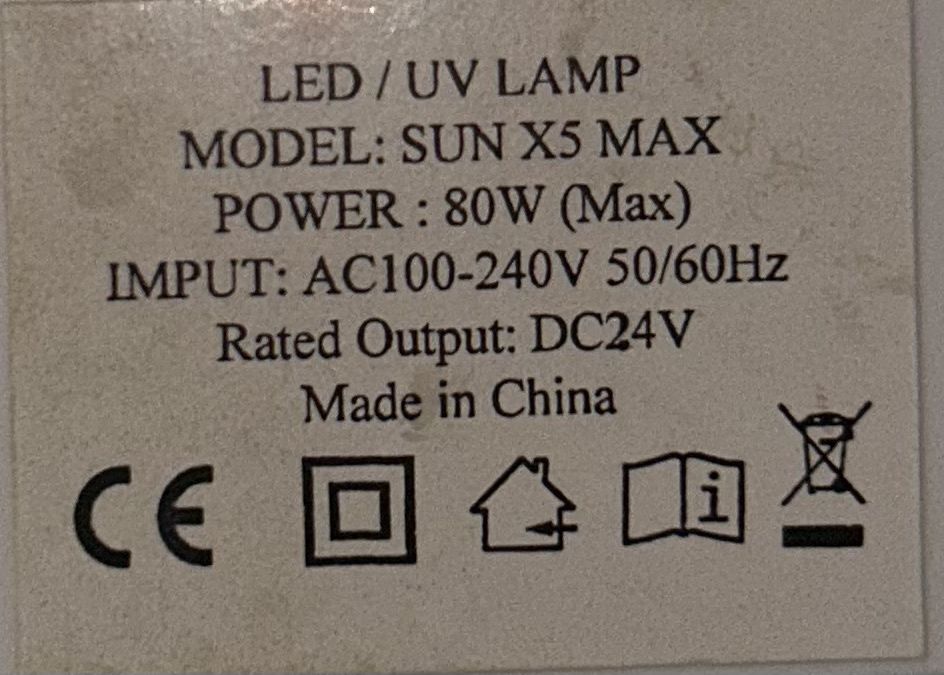 LED / UV LAMP
MODEL: SUN X5 MAX
POWER : 80W (Max)
IMPUT: AC100-240V 50/60Hz
Rated Output: DC24V
Made in China
CE i